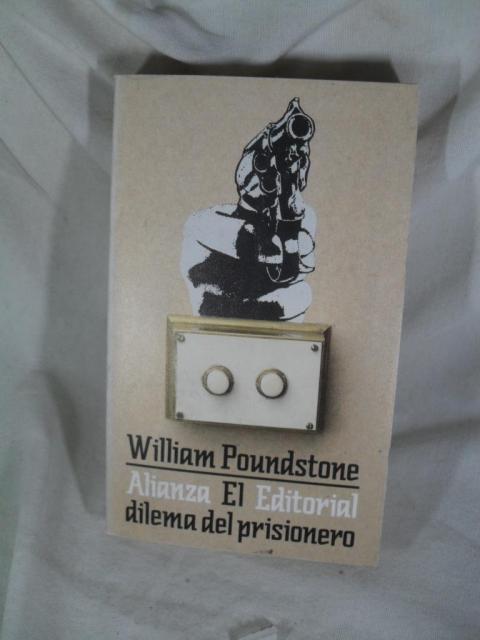 William Poundstone
Alianza El Editorial
dilema del prisionero